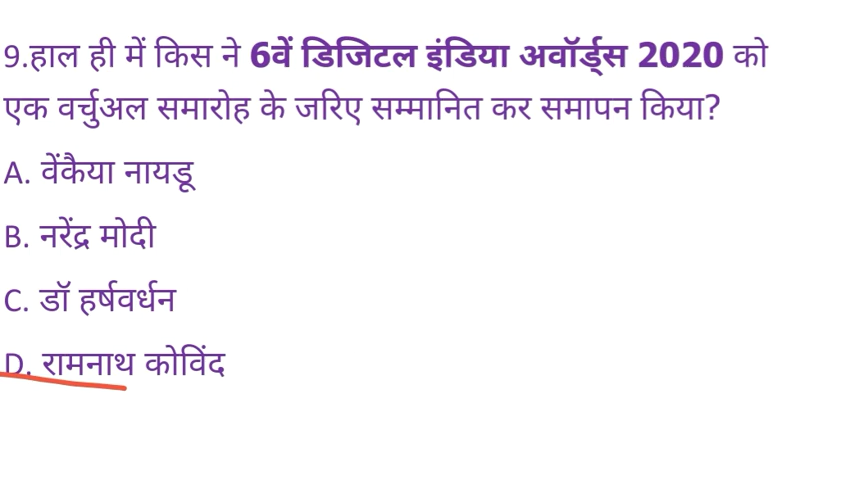 9.हाल ही में किस ने 6वें डिजिटल इंडिया अवॉर्ड्स 2020 को
एक वर्चुअल समारोह के जरिए सम्मानित कर समापन किया?
A. वेंकैया नायडू
B. नरेंद्र मोदी
C. डॉ हर्षवर्धन
D. रामनाथ कोविंद